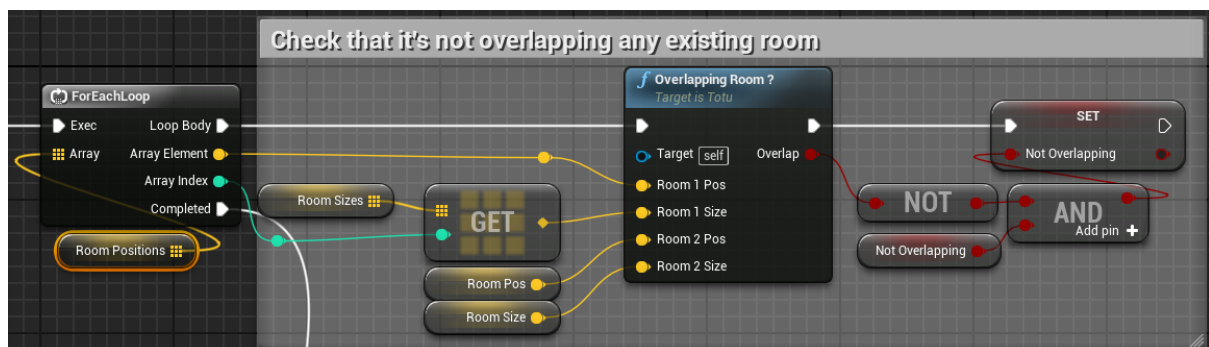 Check that it's not overlapping any existing room
ForEachLoop
Exec Loop Body
Array Array Element
Array Index
Completed
Room Positions
Room Sizes
GET
Room Pos
Room Size
f Overlapping Room ?
Target is Totu
Target self Overlap
Room 1 Pos
Room 1 Size
Room 2 Pos
Room 2 Size
NOT
Not Overlapping
AND
Add pin +
SET
Not Overlapping